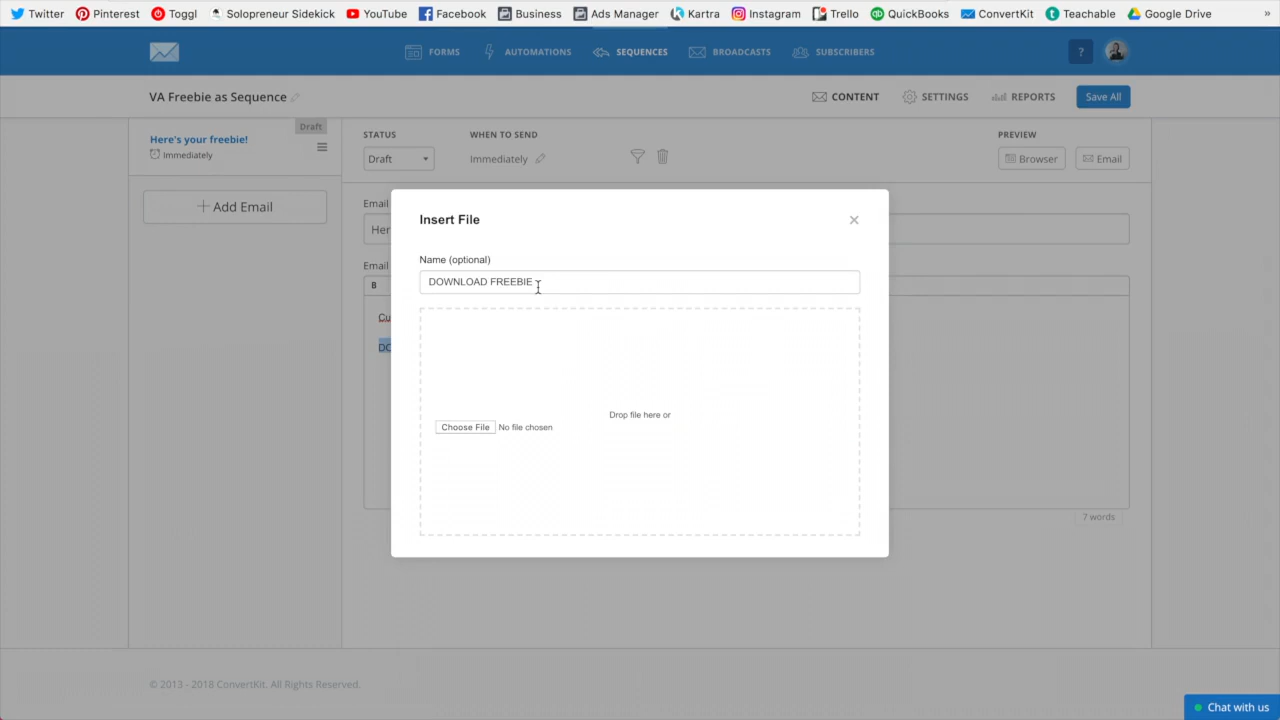 Twitter Pinterest Toggl Solopreneur Sidekick YouTube Facebook Business Ads Manager Kartra Instagram Trello QuickBooks ConvertKit Teachable Google Drive »
FORMS AUTOMATIONS SEQUENCES BROADCASTS SUBSCRIBERS ?
VA Freebie as Sequence CONTENT SETTINGS REPORTS Save All
Draft
Here's your freebie!
Immediately
+ Add Email
STATUS WHEN TO SEND PREVIEW
Draft Immediately Browser Email
Email
Her
Email
B
Cu
DO
7 words
Insert File ×
Name (optional)
DOWNLOAD FREEBIE
Drop file here or
Choose File No file chosen
© 2013 - 2018 ConvertKit. All Rights Reserved.
Chat with us